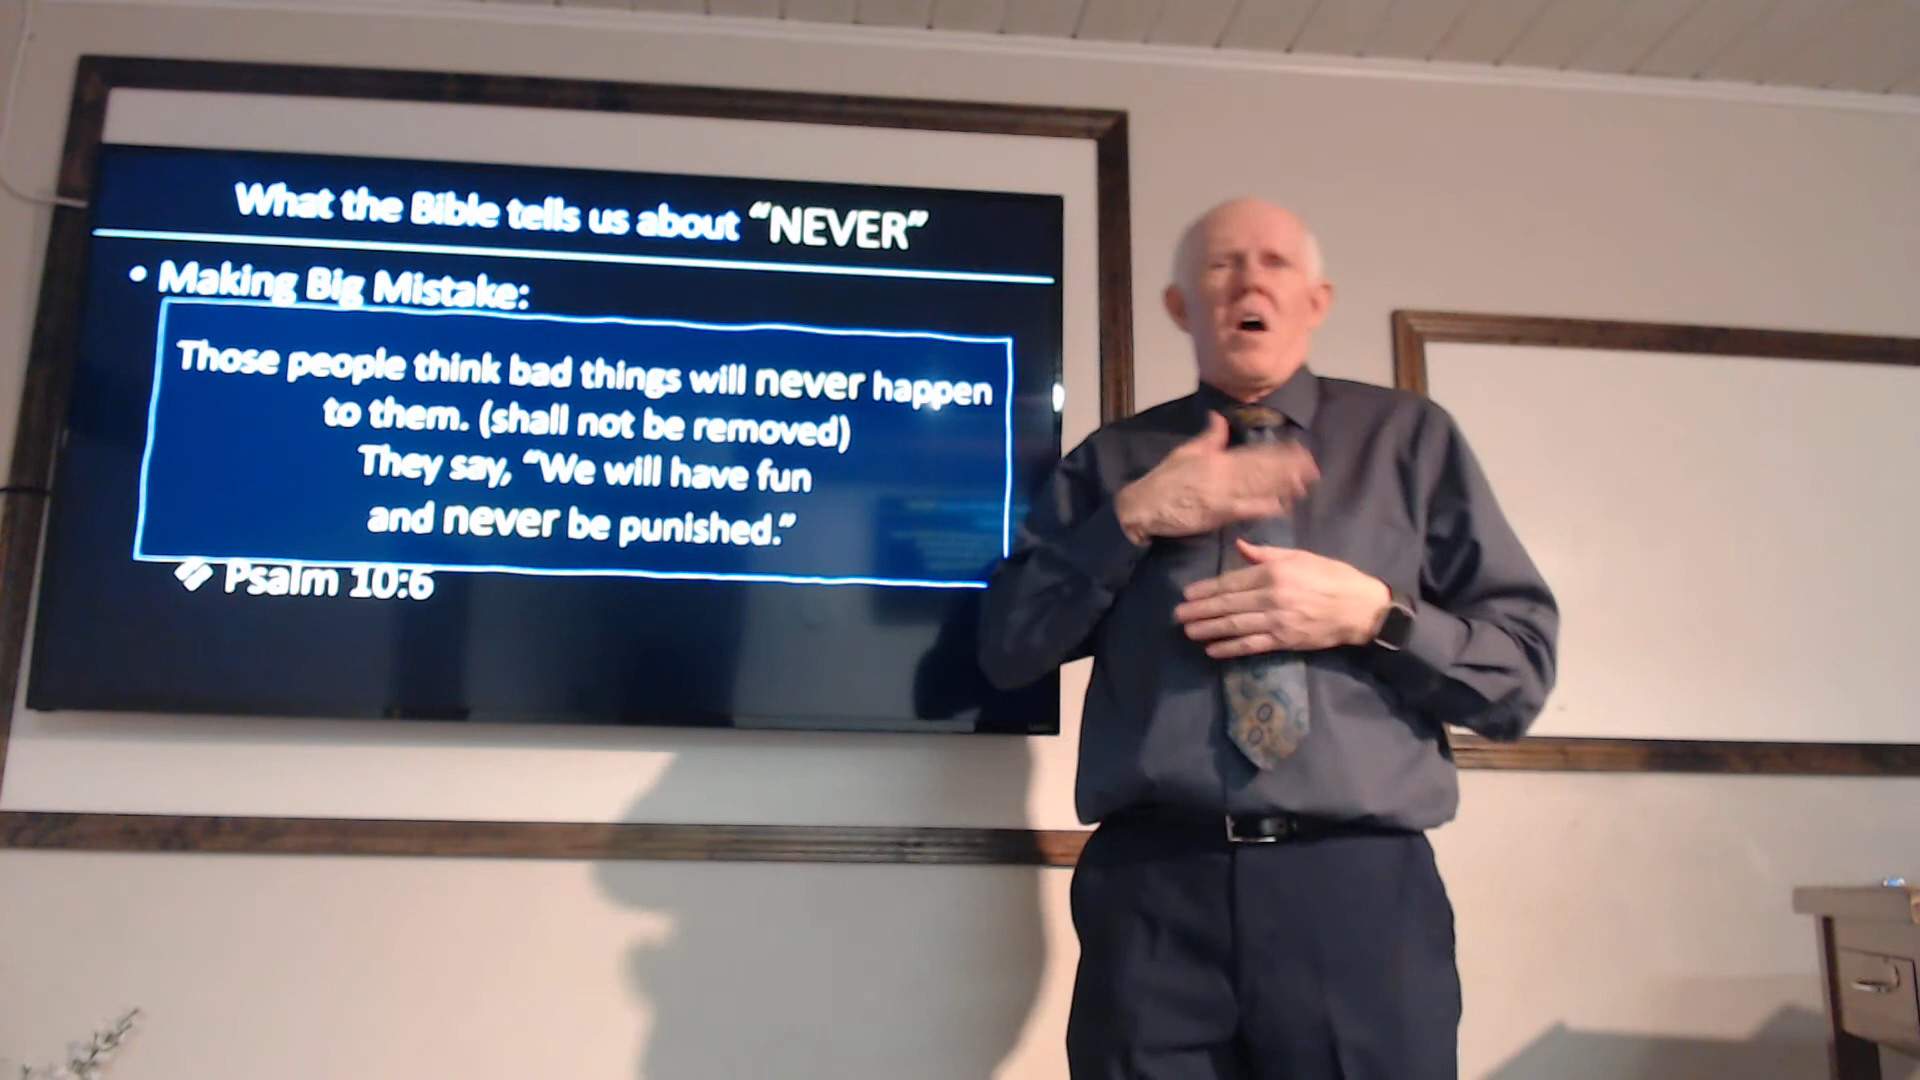 What the Bible tells us about “NEVER”
• Making Big Mistake:
Those people think bad things will never happen
to them. (shall not be removed)
They say, “We will have fun
and never be punished.”
❖ Psalm 10:6